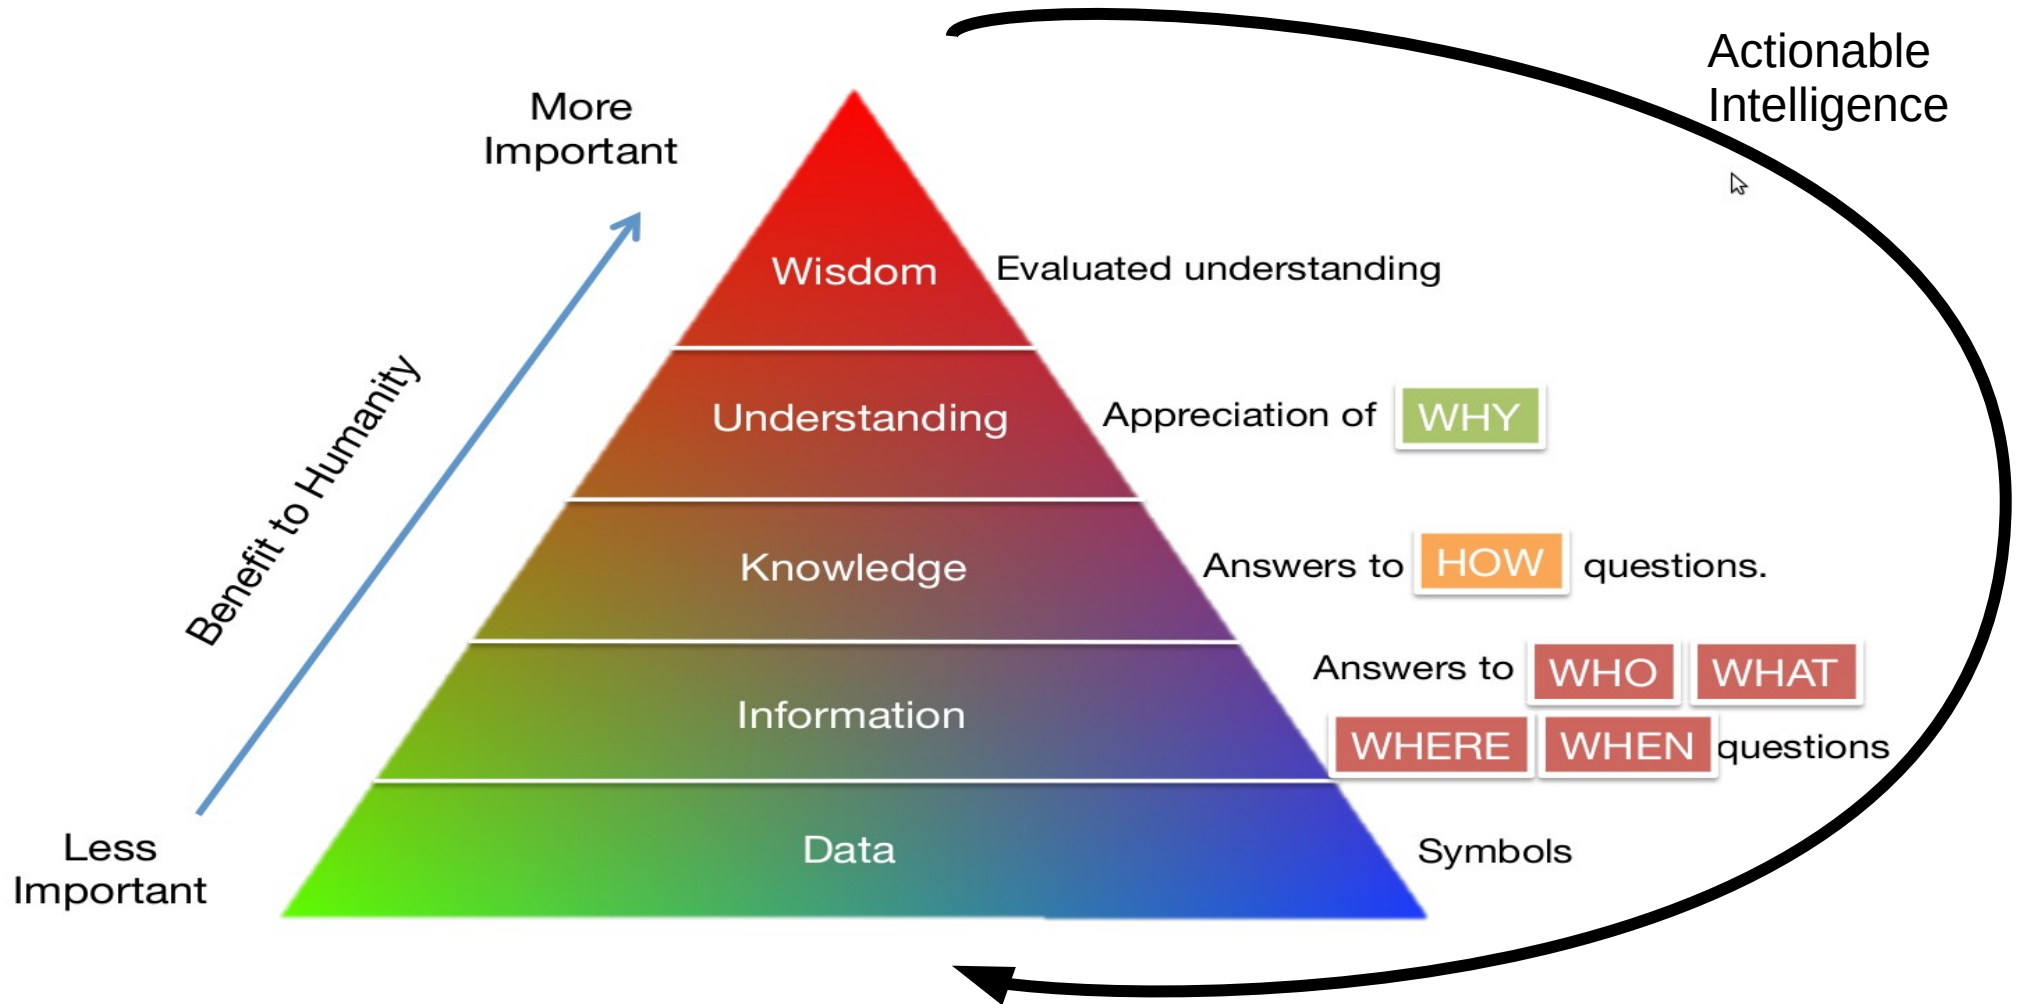 Actionable
Intelligence
More
Important
Wisdom
Evaluated understanding
Understanding
Appreciation of WHY
Benefit to Humanity
Knowledge
Answers to HOW questions.
Information
Answers to WHO WHAT
WHERE WHEN questions
Less
Important
Data
Symbols